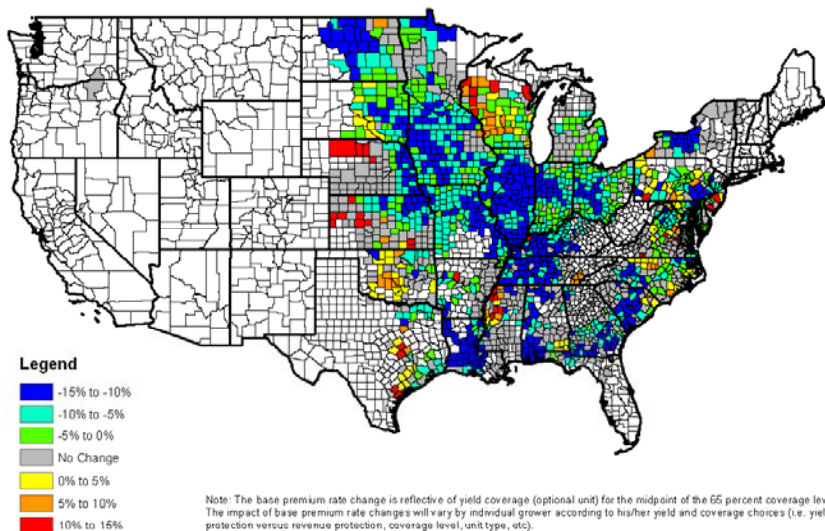 Legend
-15% to -10%
-10% to -5%
-5% to 0%
No Change
0% to 5%
5% to 10%
10% to 15%
Note: The base premium rate change is reflective of yield coverage (optional unit) for the midpoint of the 65 percent coverage lev
The impact of base premium rate changes will vary by individual grower according to his/her yield and coverage choices (i.e. yiel
protection versus revenue protection, coverage level, unit type, etc).